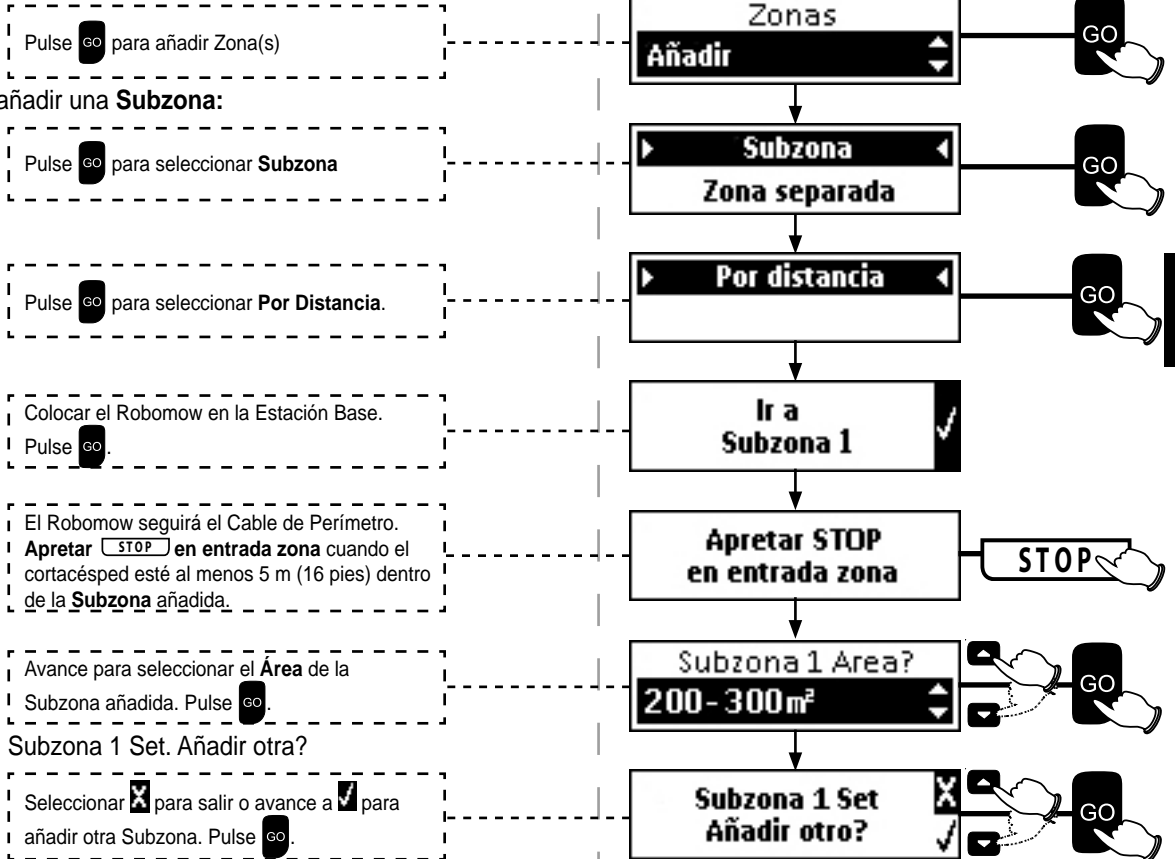 Zonas
Pulse GO para añadir Zona(s)
Añadir
GO
añadir una Subzona:
Pulse GO para seleccionar Subzona
Subzona
Zona separada
GO
Pulse GO para seleccionar Por Distancia.
Por distancia
GO
Colocar el Robomow en la Estación Base.
Pulse GO.
Ir a
Subzona 1
El Robomow seguirá el Cable de Perímetro.
Apretar STOP en entrada zona cuando el
cortacésped esté al menos 5 m (16 pies) dentro
de la Subzona añadida.
Apretar STOP
en entrada zona
STOP
Avance para seleccionar el Área de la
Subzona añadida. Pulse GO.
Subzona 1 Area?
200-300m²
GO
Subzona 1 Set. Añadir otra?
Seleccionar X para salir o avance a √ para
añadir otra Subzona. Pulse GO.
Subzona 1 Set X
Añadir otro? √
GO